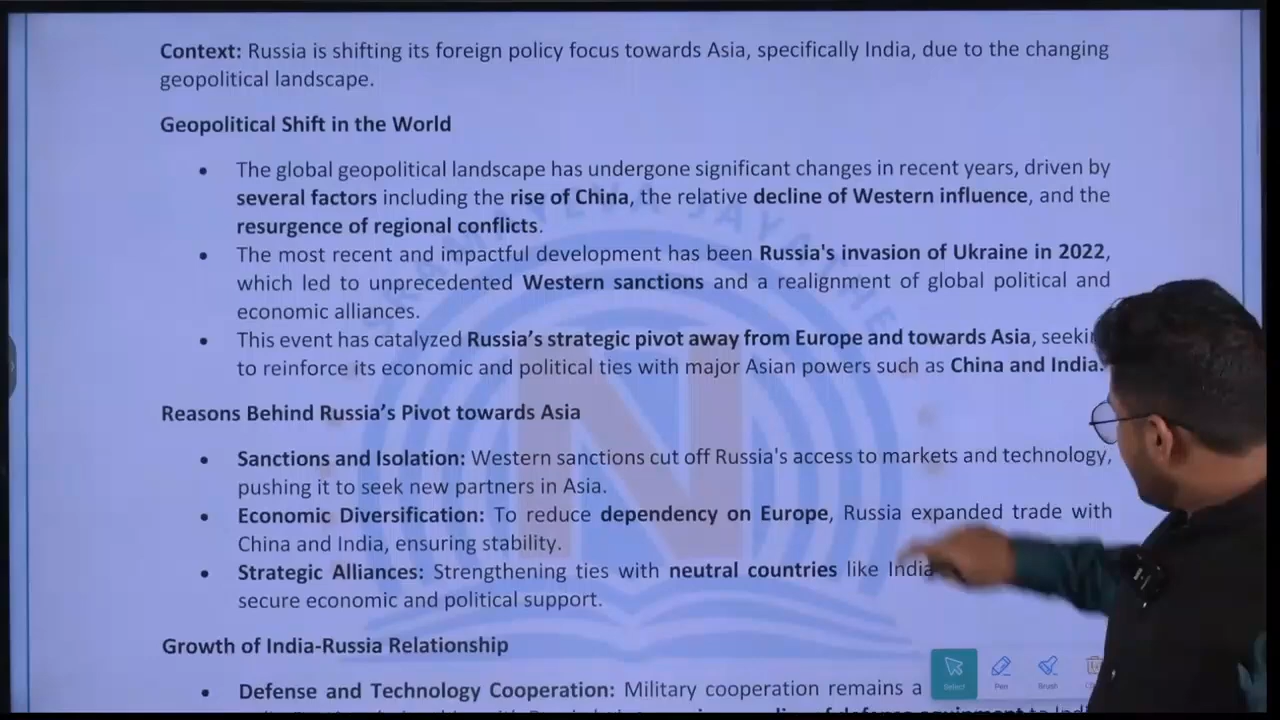 Context: Russia is shifting its foreign policy focus towards Asia, specifically India, due to the changing
geopolitical landscape.
Geopolitical Shift in the World
• The global geopolitical landscape has undergone significant changes in recent years, driven by
several factors including the rise of China, the relative decline of Western influence, and the
resurgence of regional conflicts.
• The most recent and impactful development has been Russia's invasion of Ukraine in 2022,
which led to unprecedented Western sanctions and a realignment of global political and
economic alliances.
• This event has catalyzed Russia’s strategic pivot away from Europe and towards Asia,
to reinforce its economic and political ties with major Asian powers such as China and India.
Reasons Behind Russia’s Pivot towards Asia
• Sanctions and Isolation: Western sanctions cut off Russia's access to markets and technology,
pushing it to seek new partners in Asia.
• Economic Diversification: To reduce dependency on Europe, Russia expanded trade with
China and India, ensuring stability.
• Strategic Alliances: Strengthening ties with neutral countries like India
secure economic and political support.
Growth of India-Russia Relationship
• Defense and Technology Cooperation: Military cooperation remains a
Select Pen Brush